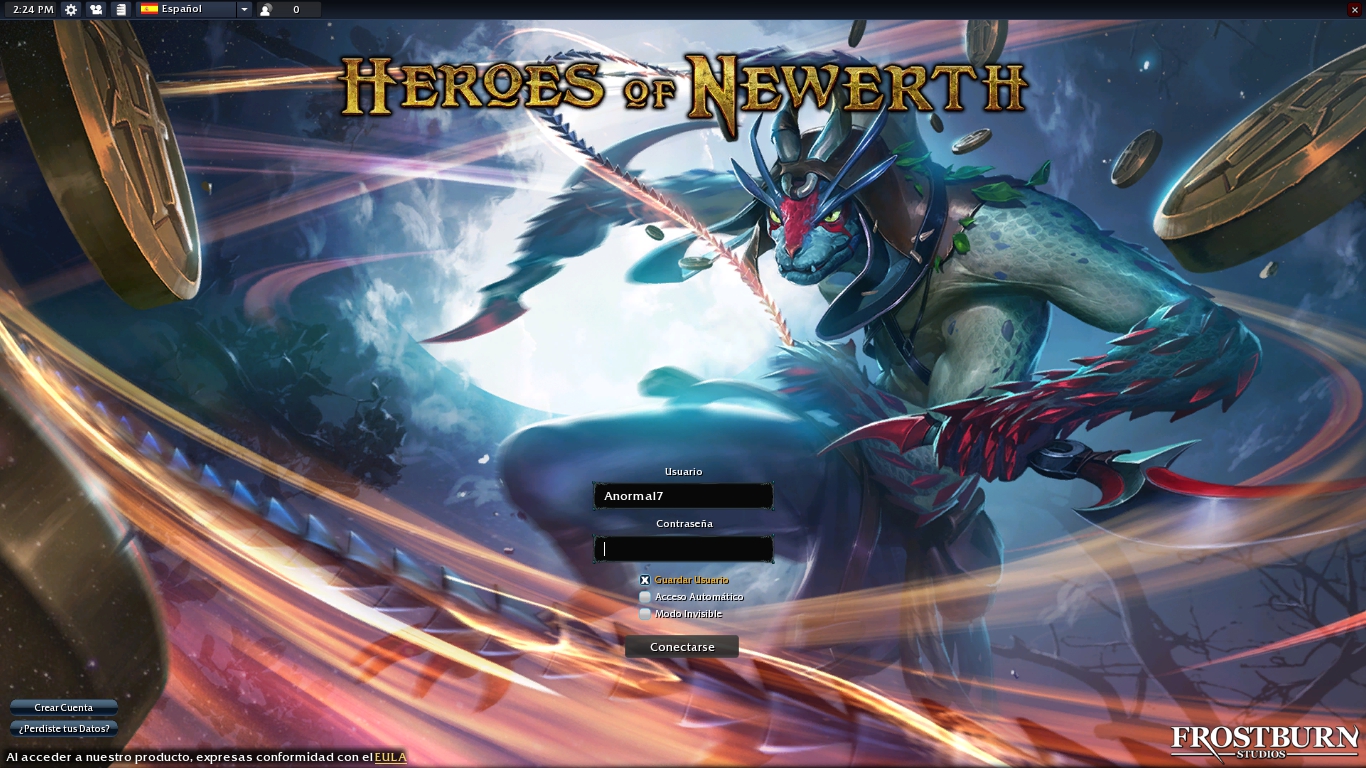 2:24 PM Español 0
HEROES OF NEWERTH
Usuario
Anormal7
Contraseña
X Guardar Usuario
Acceso Automático
Modo Invisible
Conectarse
Crear Cuenta
¿Perdiste tus Datos?
Al acceder a nuestro producto, expresas conformidad con el EULA
FROSTBURN
STUDIOS